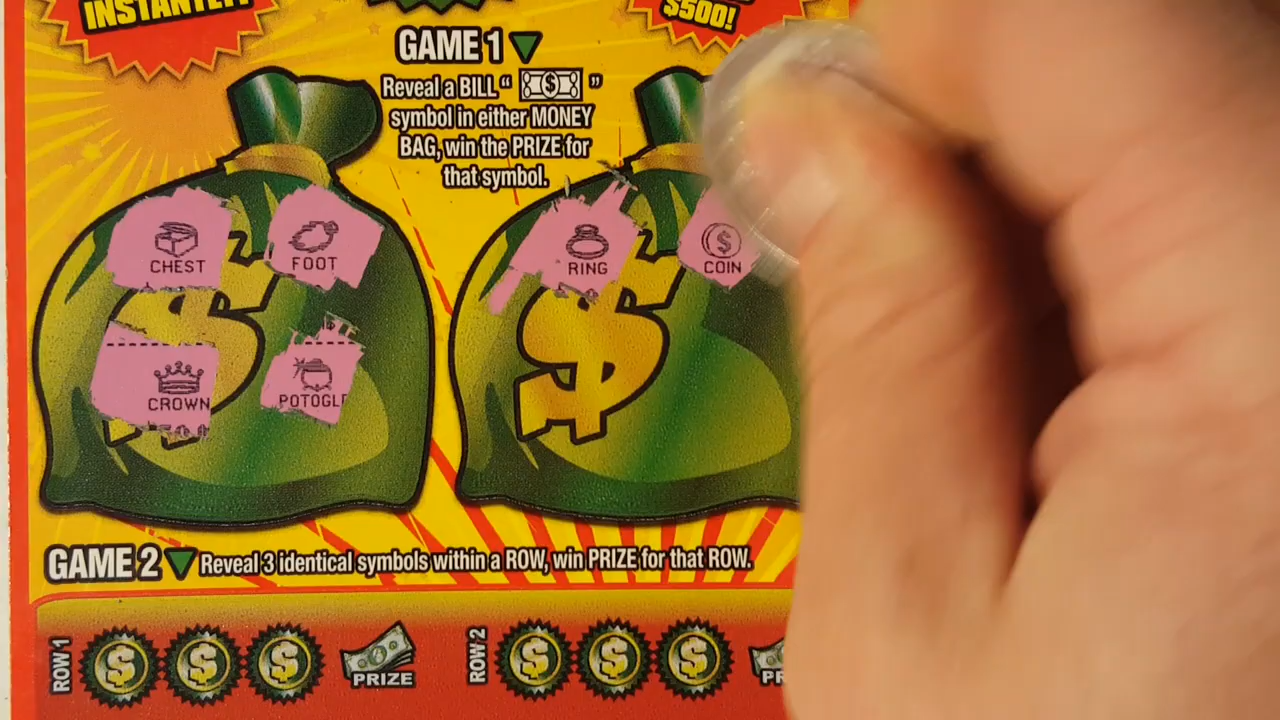 INSTANTLY!
$500!
GAME 1
Reveal a BILL “ $ ”
symbol in either MONEY
BAG, win the PRIZE for
that symbol.
CHEST
FOOT
RING
COIN
CROWN
POTOGL
GAME 2 Reveal 3 identical symbols within a ROW, win PRIZE for that ROW.
ROW 1
PRIZE
ROW 2